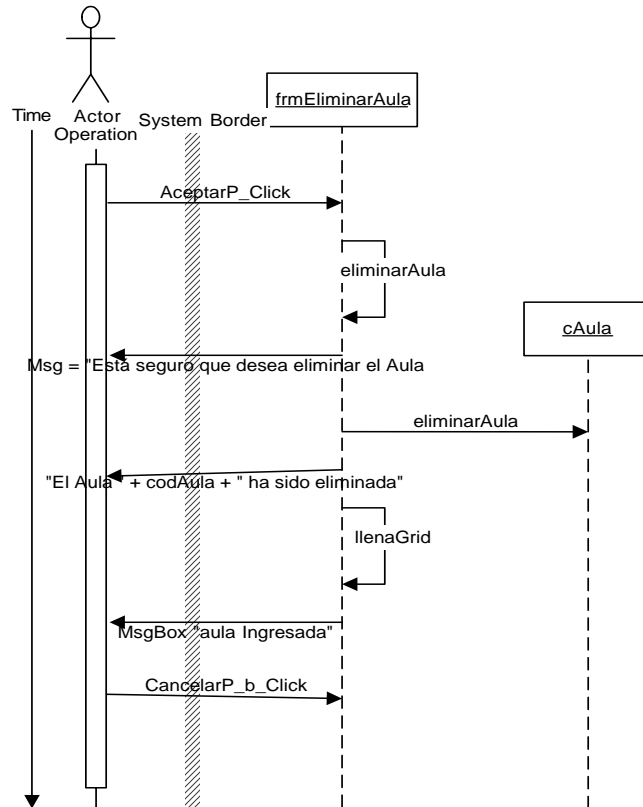 frmEliminarAula
Time
Actor
Operation
System Border
AceptarP_Click
eliminarAula
cAula
Msg = "Está seguro que desea eliminar el Aula
eliminarAula
"El Aula " + codAula + " ha sido eliminada"
llenaGrid
MsgBox "aula Ingresada"
CancelarP_b_Click